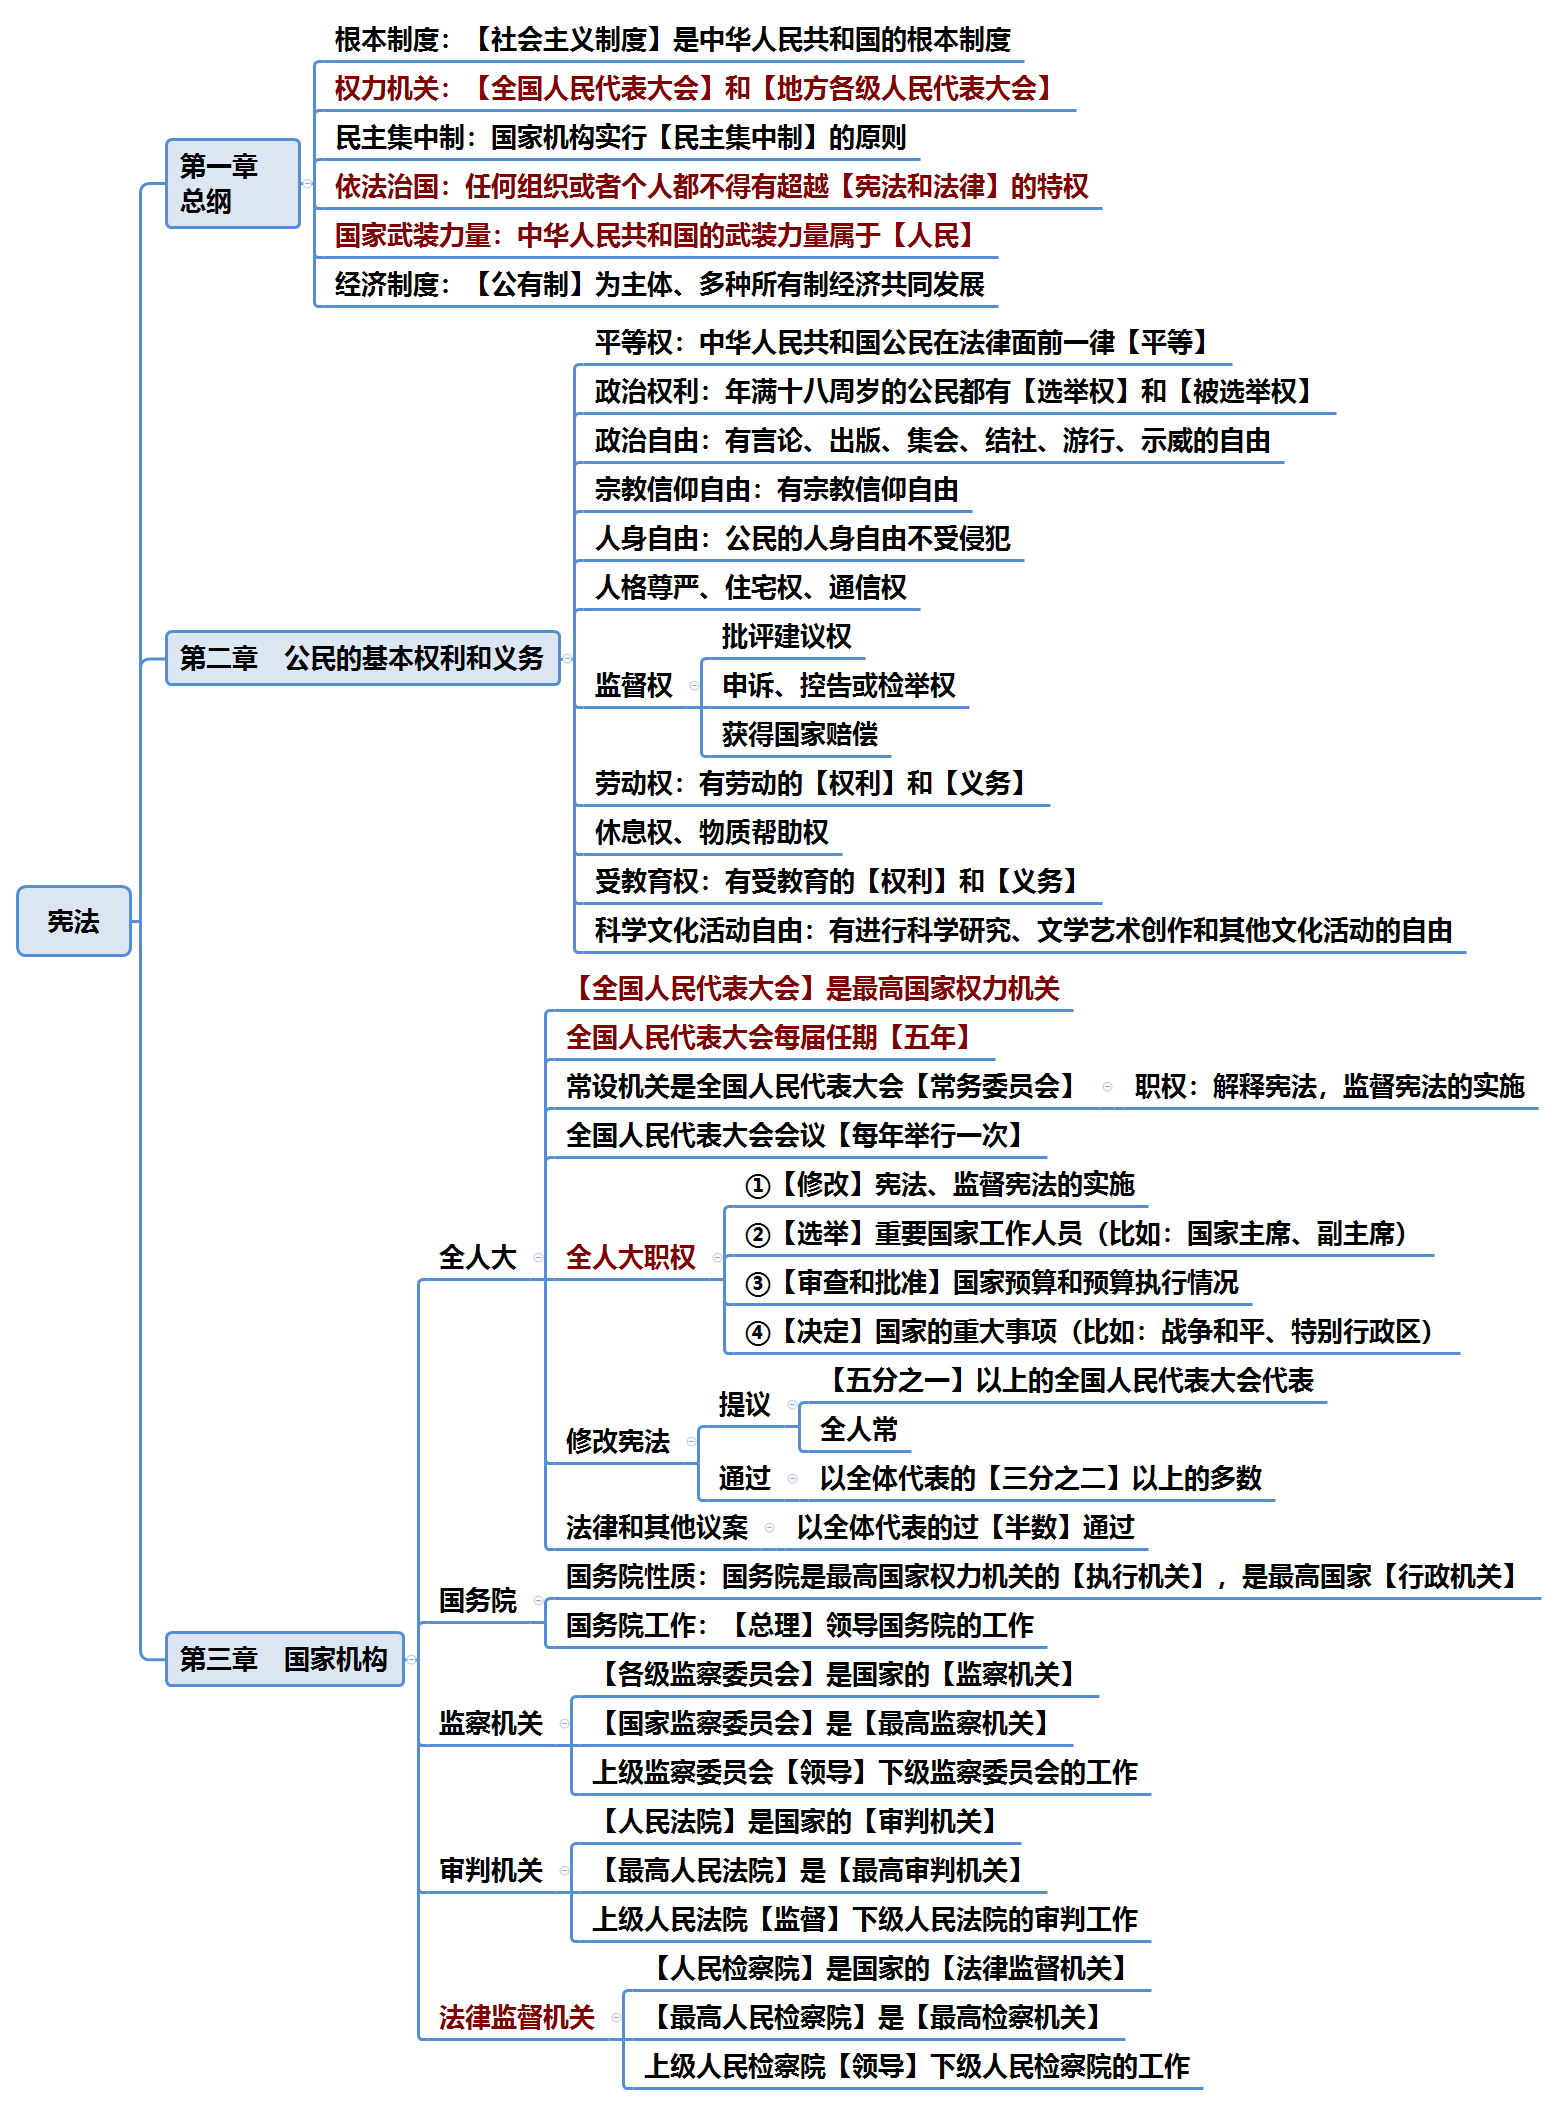 宪法
第一章
总纲
根本制度：【社会主义制度】是中华人民共和国的根本制度
权力机关：【全国人民代表大会】和【地方各级人民代表大会】
民主集中制：国家机构实行【民主集中制】的原则
依法治国：任何组织或者个人都不得有超越【宪法和法律】的特权
国家武装力量：中华人民共和国的武装力量属于【人民】
经济制度：【公有制】为主体、多种所有制经济共同发展
第二章　公民的基本权利和义务
平等权：中华人民共和国公民在法律面前一律【平等】
政治权利：年满十八周岁的公民都有【选举权】和【被选举权】
政治自由：有言论、出版、集会、结社、游行、示威的自由
宗教信仰自由：有宗教信仰自由
人身自由：公民的人身自由不受侵犯
人格尊严、住宅权、通信权
监督权
批评建议权
申诉、控告或检举权
获得国家赔偿
劳动权：有劳动的【权利】和【义务】
休息权、物质帮助权
受教育权：有受教育的【权利】和【义务】
科学文化活动自由：有进行科学研究、文学艺术创作和其他文化活动的自由
第三章　国家机构
全人大
【全国人民代表大会】是最高国家权力机关
全国人民代表大会每届任期【五年】
常设机关是全国人民代表大会【常务委员会】
职权：解释宪法，监督宪法的实施
全国人民代表大会会议【每年举行一次】
全人大职权
①【修改】宪法、监督宪法的实施
②【选举】重要国家工作人员（比如：国家主席、副主席）
③【审查和批准】国家预算和预算执行情况
④【决定】国家的重大事项（比如：战争和平、特别行政区）
修改宪法
提议
【五分之一】以上的全国人民代表大会代表
全人常
通过
以全体代表的【三分之二】以上的多数
法律和其他议案
以全体代表的过【半数】通过
国务院
国务院性质：国务院是最高国家权力机关的【执行机关】，是最高国家【行政机关】
国务院工作：【总理】领导国务院的工作
监察机关
【各级监察委员会】是国家的【监察机关】
【国家监察委员会】是【最高监察机关】
上级监察委员会【领导】下级监察委员会的工作
审判机关
【人民法院】是国家的【审判机关】
【最高人民法院】是【最高审判机关】
上级人民法院【监督】下级人民法院的审判工作
法律监督机关
【人民检察院】是国家的【法律监督机关】
【最高人民检察院】是【最高检察机关】
上级人民检察院【领导】下级人民检察院的工作